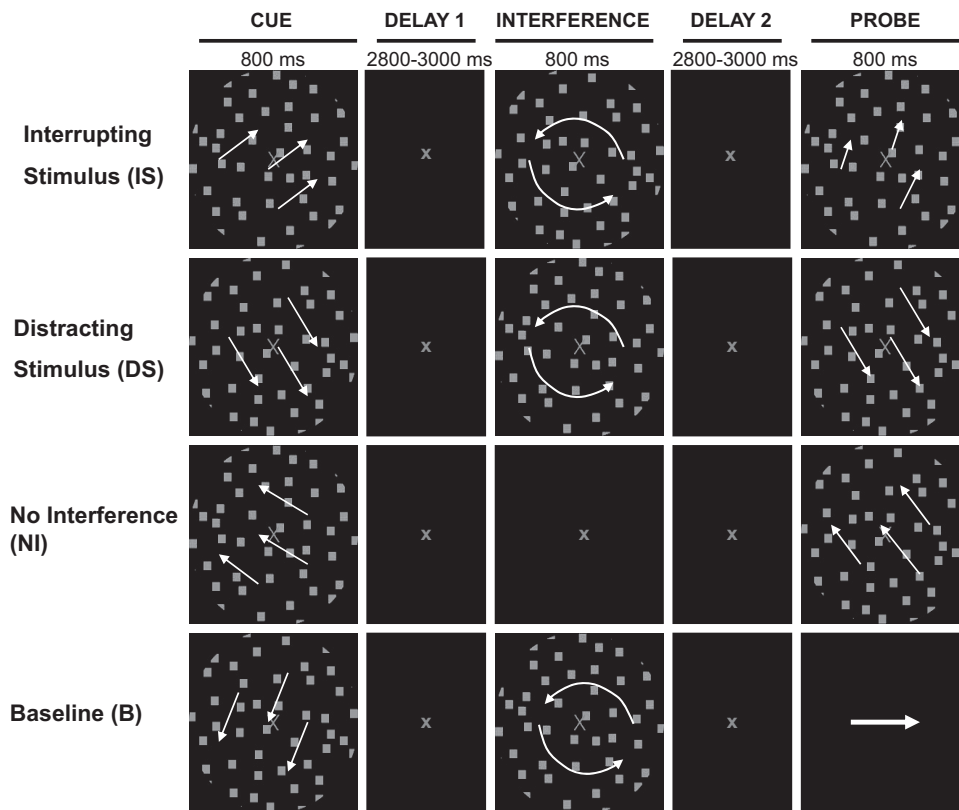 CUE DELAY 1 INTERFERENCE DELAY 2 PROBE
800 ms 2800-3000 ms 800 ms 2800-3000 ms 800 ms
Interrupting
Stimulus (IS)
x x
Distracting
Stimulus (DS)
x x
No Interference
(NI)
x x x
Baseline (B)
x x